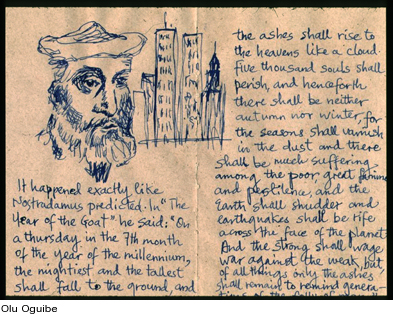 It happened exactly like
Nostradamus predicted. In "The
Year of the Goat" he said: "On
a thursday in the 7th month
of the year of the millennium,
the mightiest and the tallest
shall fall to the ground, and
the ashes shall rise to
the heavens like a cloud.
Five thousand souls shall
perish, and henceforth
there shall be neither
autumn nor winter, for
the seasons shall vanish
in the dust and there
shall be much suffering
among the poor, great famine
and pestilence, and the
Earth shall shudder and
earthquakes shall be rife
across the face of the planet
And the strong shall wage
war against the weak, but
of all things only the ashes
shall remain to remind genera-
Olu Oguibe